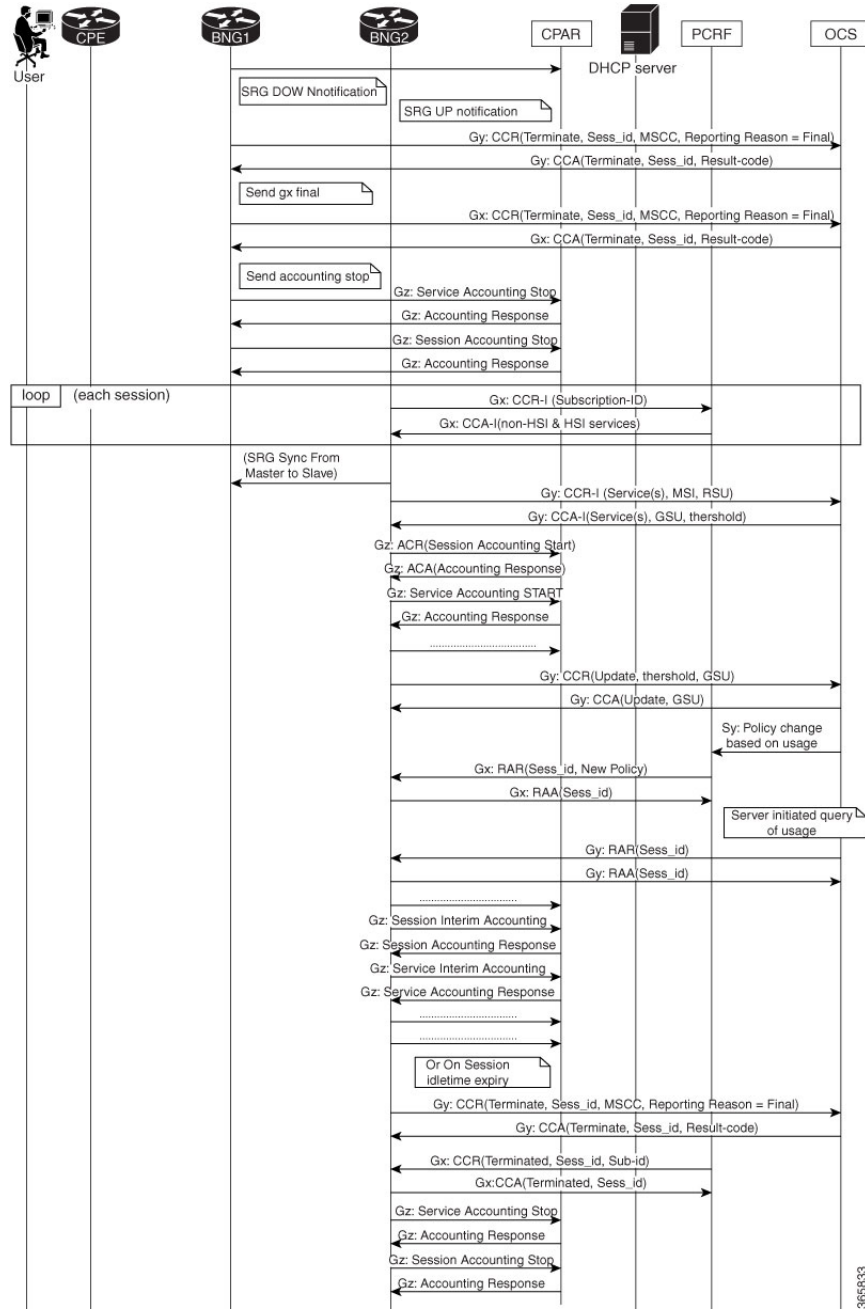 CPE
BNG1
BNG2
CPAR
PCRF
OCS
User
DHCP server
SRG DOW Nnotification
SRG UP notification
Gy: CCR(Terminate, Sess_id, MSCC, Reporting Reason = Final)
Gy: CCA(Terminate, Sess_id, Result-code)
Send gx final
Gx: CCR(Terminate, Sess_id, MSCC, Reporting Reason = Final)
Gx: CCA(Terminate, Sess_id, Result-code)
Send accounting stop
Gz: Service Accounting Stop
Gz: Accounting Response
Gz: Session Accounting Stop
Gz: Accounting Response
loop
(each session)
Gx: CCR-I (Subscription-ID)
Gx: CCA-I(non-HSI & HSI services)
(SRG Sync From
Master to Slave)
Gy: CCR-I (Service(s), MSI, RSU)
Gy: CCA-I(Service(s), GSU, thershold)
Gz: ACR(Session Accounting Start)
Gz: ACA(Accounting Response)
Gz: Service Accounting START
Gz: Accounting Response
....................................
Gy: CCR(Update, thershold, GSU)
Gy: CCA(Update, GSU)
Sy: Policy change
based on usage
Gx: RAR(Sess_id, New Policy)
Gx: RAA(Sess_id)
Server initiated query
of usage
Gy: RAR(Sess_id)
Gy: RAA(Sess_id)
.................................
Gz: Session Interim Accounting
Gz: Session Accounting Response
Gz: Service Interim Accounting
Gz: Service Accounting Response
.................................
.................................
Or On Session
idletime expiry
Gy: CCR(Terminate, Sess_id, MSCC, Reporting Reason = Final)
Gy: CCA(Terminate, Sess_id, Result-code)
Gx: CCR(Terminated, Sess_id, Sub-id)
Gx:CCA(Terminated, Sess_id)
Gz: Service Accounting Stop
Gz: Accounting Response
Gz: Session Accounting Stop
Gz: Accounting Response
365833